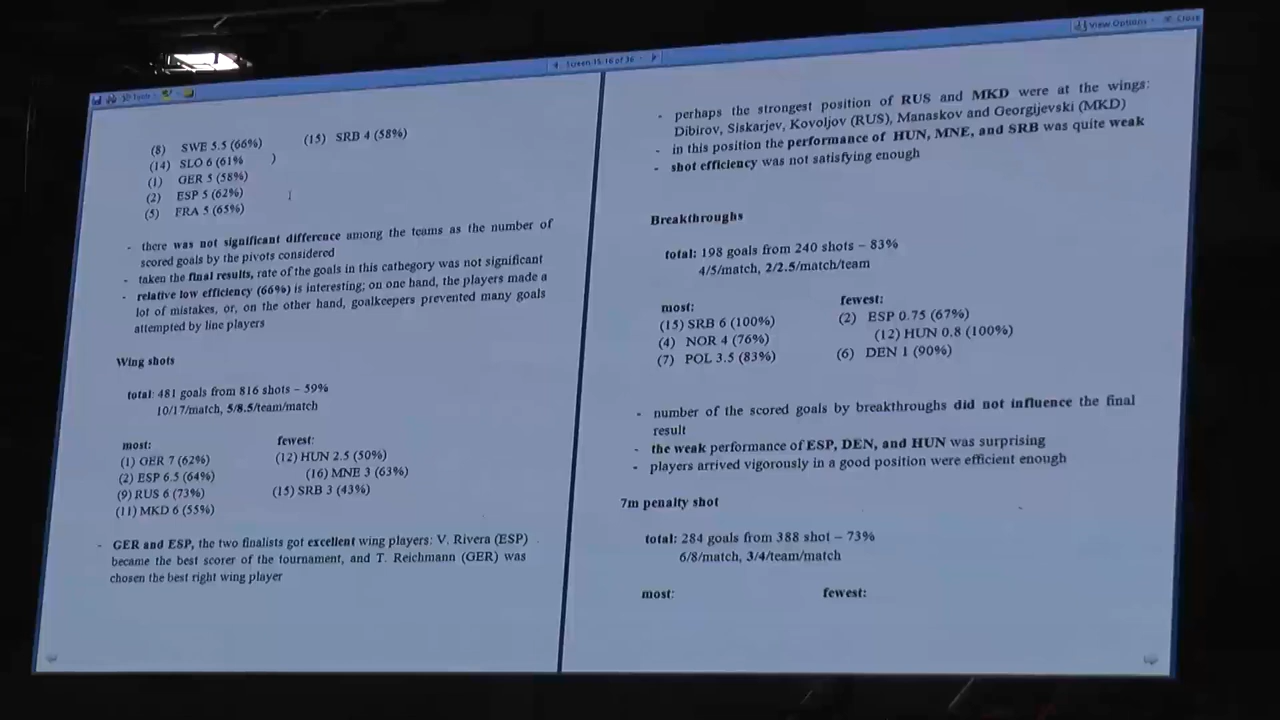 Screen 15-16 of 36
View Options
Close
Tools
(8) SWE 5.5 (66%) (15) SRB 4 (58%)
(14) SLO 6 (61% )
(1) GER 5 (58%)
(2) ESP 5 (62%)
(5) FRA 5 (65%)
- there was not significant difference among the teams as the number of
scored goals by the pivots considered
- taken the final results, rate of the goals in this cathegory was not significant
- relative low efficiency (66%) is interesting; on one hand, the players made a
lot of mistakes, or, on the other hand, goalkeepers prevented many goals
attempted by line players
Wing shots
total: 481 goals from 816 shots – 59%
10/17/match, 5/8.5/team/match
most: fewest:
(1) GER 7 (62%) (12) HUN 2.5 (50%)
(2) ESP 6.5 (64%) (16) MNE 3 (63%)
(9) RUS 6 (73%) (15) SRB 3 (43%)
(11) MKD 6 (55%)
- GER and ESP, the two finalists got excellent wing players: V. Rivera (ESP)
became the best scorer of the tournament, and T. Reichmann (GER) was
chosen the best right wing player
- perhaps the strongest position of RUS and MKD were at the wings:
Dibirov, Siskarjev, Kovoljov (RUS), Manaskov and Georgijevski (MKD)
- in this position the performance of HUN, MNE, and SRB was quite weak
- shot efficiency was not satisfying enough
Breakthroughs
total: 198 goals from 240 shots – 83%
4/5/match, 2/2.5/match/team
most: fewest:
(15) SRB 6 (100%) (2) ESP 0.75 (67%)
(4) NOR 4 (76%) (12) HUN 0.8 (100%)
(7) POL 3.5 (83%) (6) DEN 1 (90%)
- number of the scored goals by breakthroughs did not influence the final
result
- the weak performance of ESP, DEN, and HUN was surprising
- players arrived vigorously in a good position were efficient enough
7m penalty shot
total: 284 goals from 388 shot – 73%
6/8/match, 3/4/team/match
most: fewest: